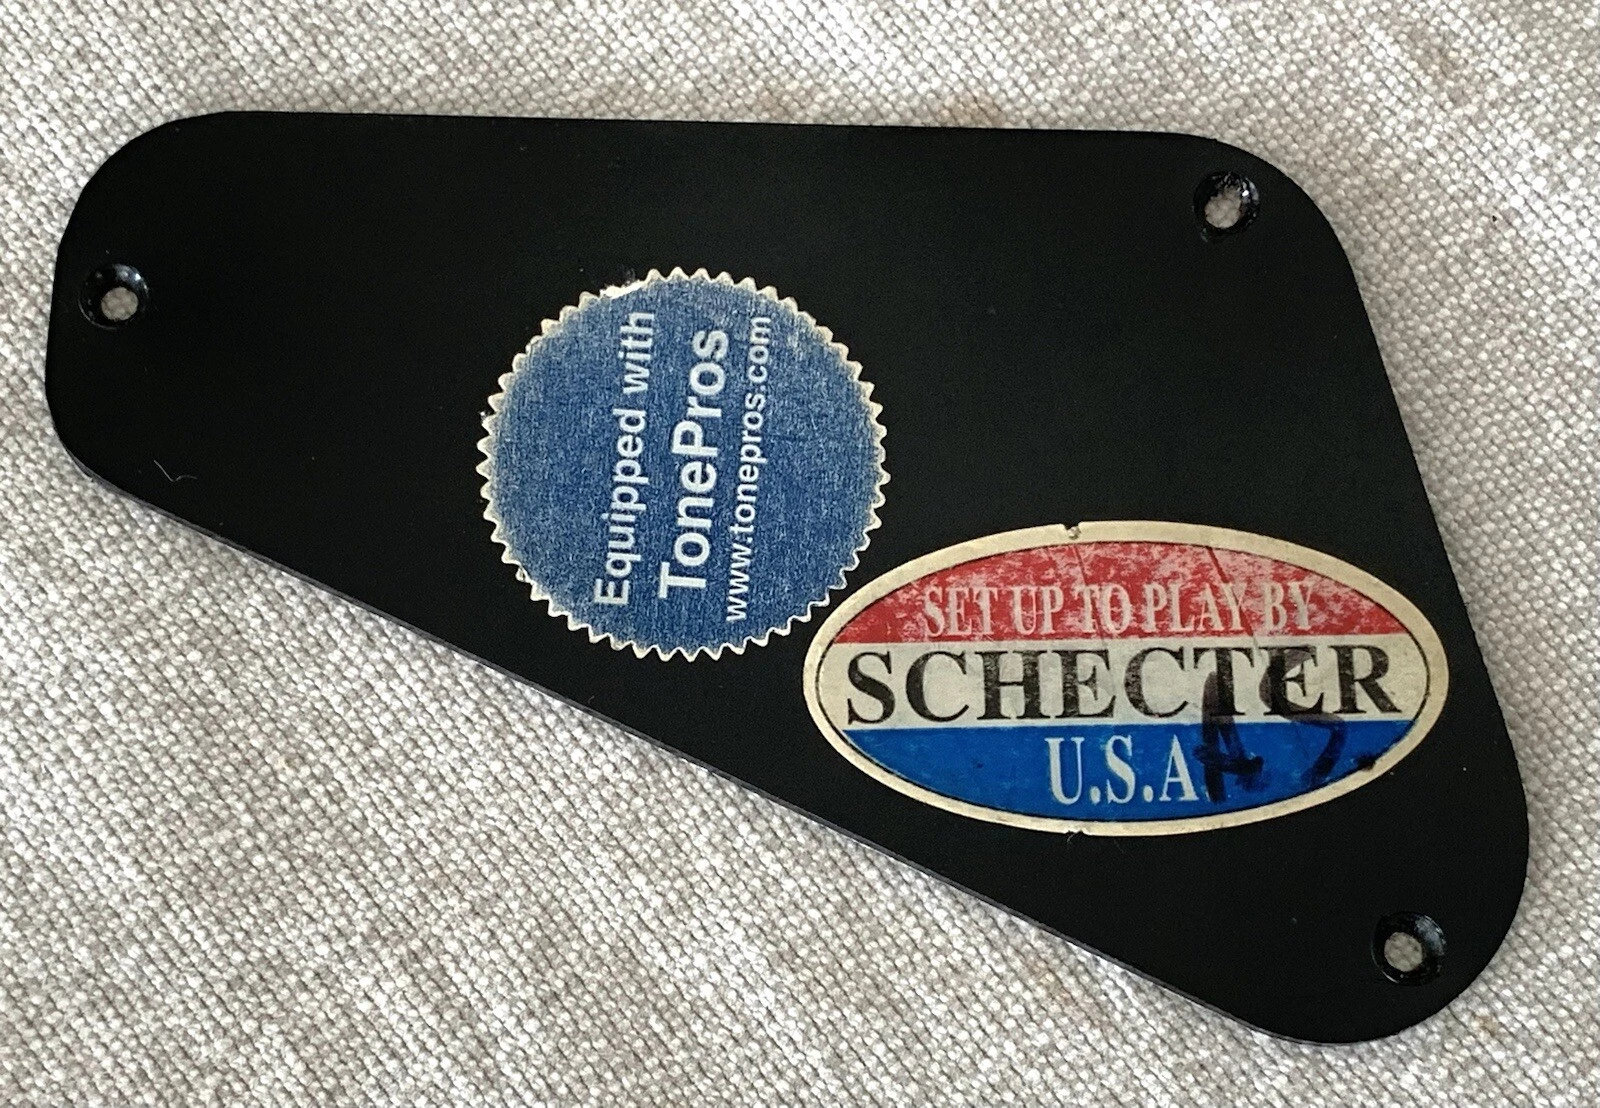 Equipped with
TonePros
www.tonepros.com
SET UP TO PLAY BY
SCHECTER
U.S.A.